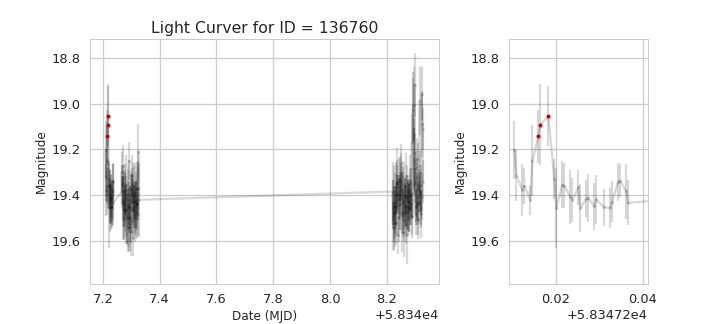 Light Curver for ID = 136760
Magnitude
18.8
19.0
19.2
19.4
19.6
7.2 7.4 7.6 7.8 8.0 8.2
Date (MJD)
+5.834e4
Magnitude
18.8
19.0
19.2
19.4
19.6
0.02 0.04
+5.83472e4